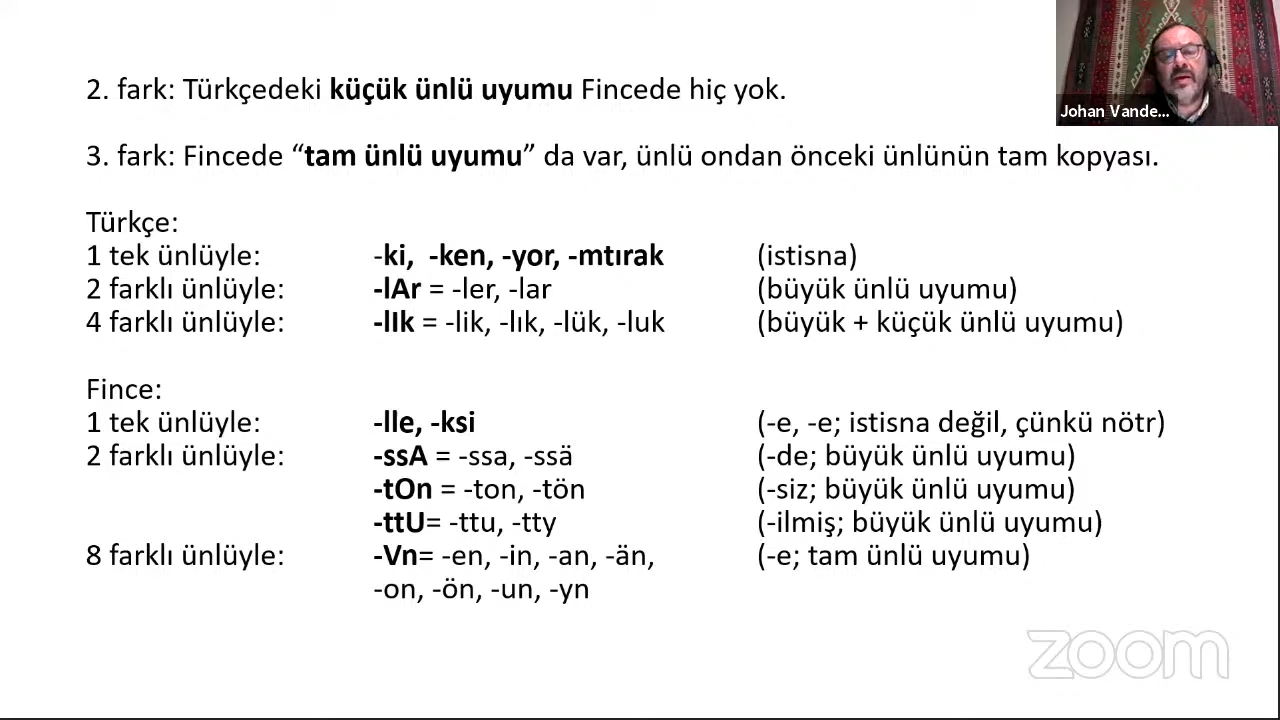 2. fark: Türkçedeki küçük ünlü uyumu Fincede hiç yok.
Johan Vande...
3. fark: Fincede “tam ünlü uyumu” da var, ünlü ondan önceki ünlünün tam kopyası.
Türkçe:
1 tek ünlüyle: -ki, -ken, -yor, -mtırak (istisna)
2 farklı ünlüyle: -lAr = -ler, -lar (büyük ünlü uyumu)
4 farklı ünlüyle: -lIk = -lik, -lık, -lük, -luk (büyük + küçük ünlü uyumu)
Fince:
1 tek ünlüyle: -lle, -ksi (-e, -e; istisna değil, çünkü nötr)
2 farklı ünlüyle: -ssA = -ssa, -ssä (-de; büyük ünlü uyumu)
-tOn = -ton, -tön (-siz; büyük ünlü uyumu)
-ttU= -ttu, -tty (-ilmiş; büyük ünlü uyumu)
8 farklı ünlüyle: -Vn= -en, -in, -an, -än, (-e; tam ünlü uyumu)
-on, -ön, -un, -yn
zoom